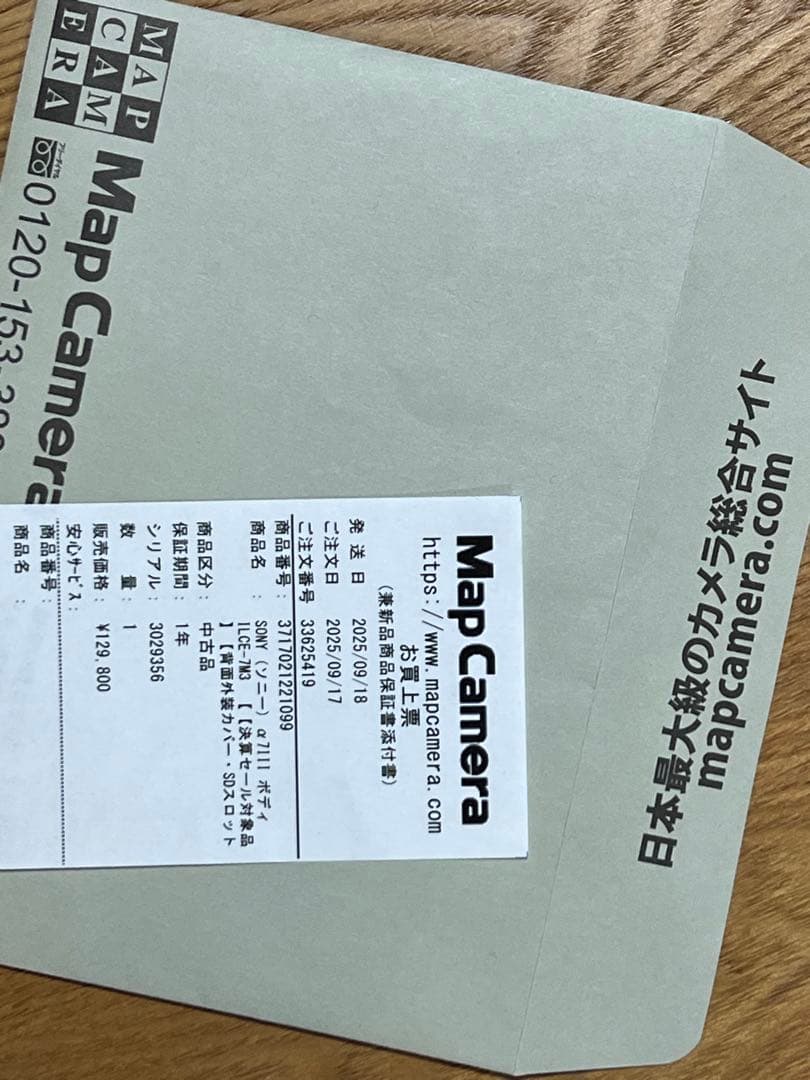 MAP
CAM
ERA
Map Camera
フリーダイヤル
0120-153-
日本最大級のカメラ総合サイト
mapcamera.com
Map Camera
https://www.mapcamera.com
お買上票
(兼新品商品保証書添付書)
発送日 2025/09/18
ご注文日 2025/09/17
ご注文番号 33625419
商品番号: 3717021221099
商品名 : SONY (ソニー) α7III ボディ
ILCE-7M3 【【決算セール対象品
】【背面外装カバー・SDスロット
商品区分: 中古品
保証期間: 1年
シリアル: 3029356
数 量: 1
販売価格: ¥129,800
安心サービス:
商品番号:
商品名 :